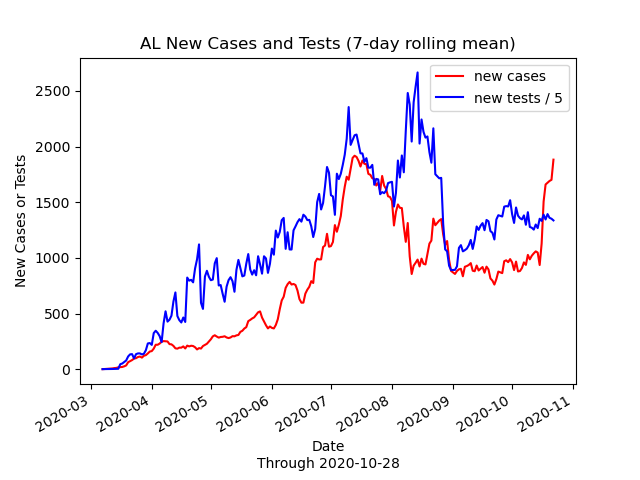 AL New Cases and Tests (7-day rolling mean)
new cases
new tests / 5
New Cases or Tests
2500
2000
1500
1000
500
0
2020-03
2020-04
2020-05
2020-06
2020-07
2020-08
2020-09
2020-10
2020-11
Date
Through 2020-10-28